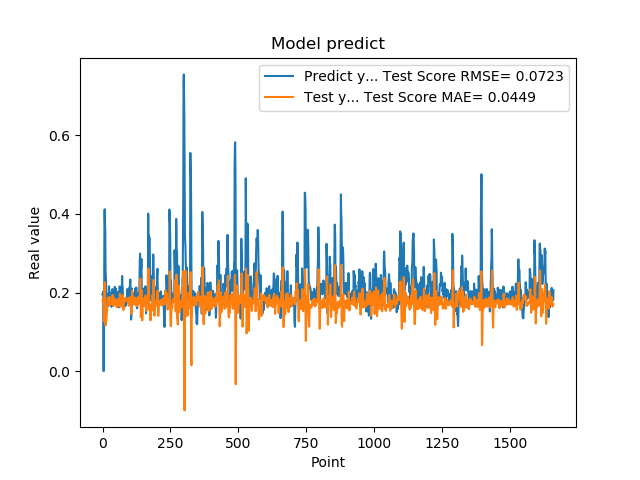 Model predict
Predict y... Test Score RMSE= 0.0723
Test y... Test Score MAE= 0.0449
Real value
0.6
0.4
0.2
0.0
0 250 500 750 1000 1250 1500
Point